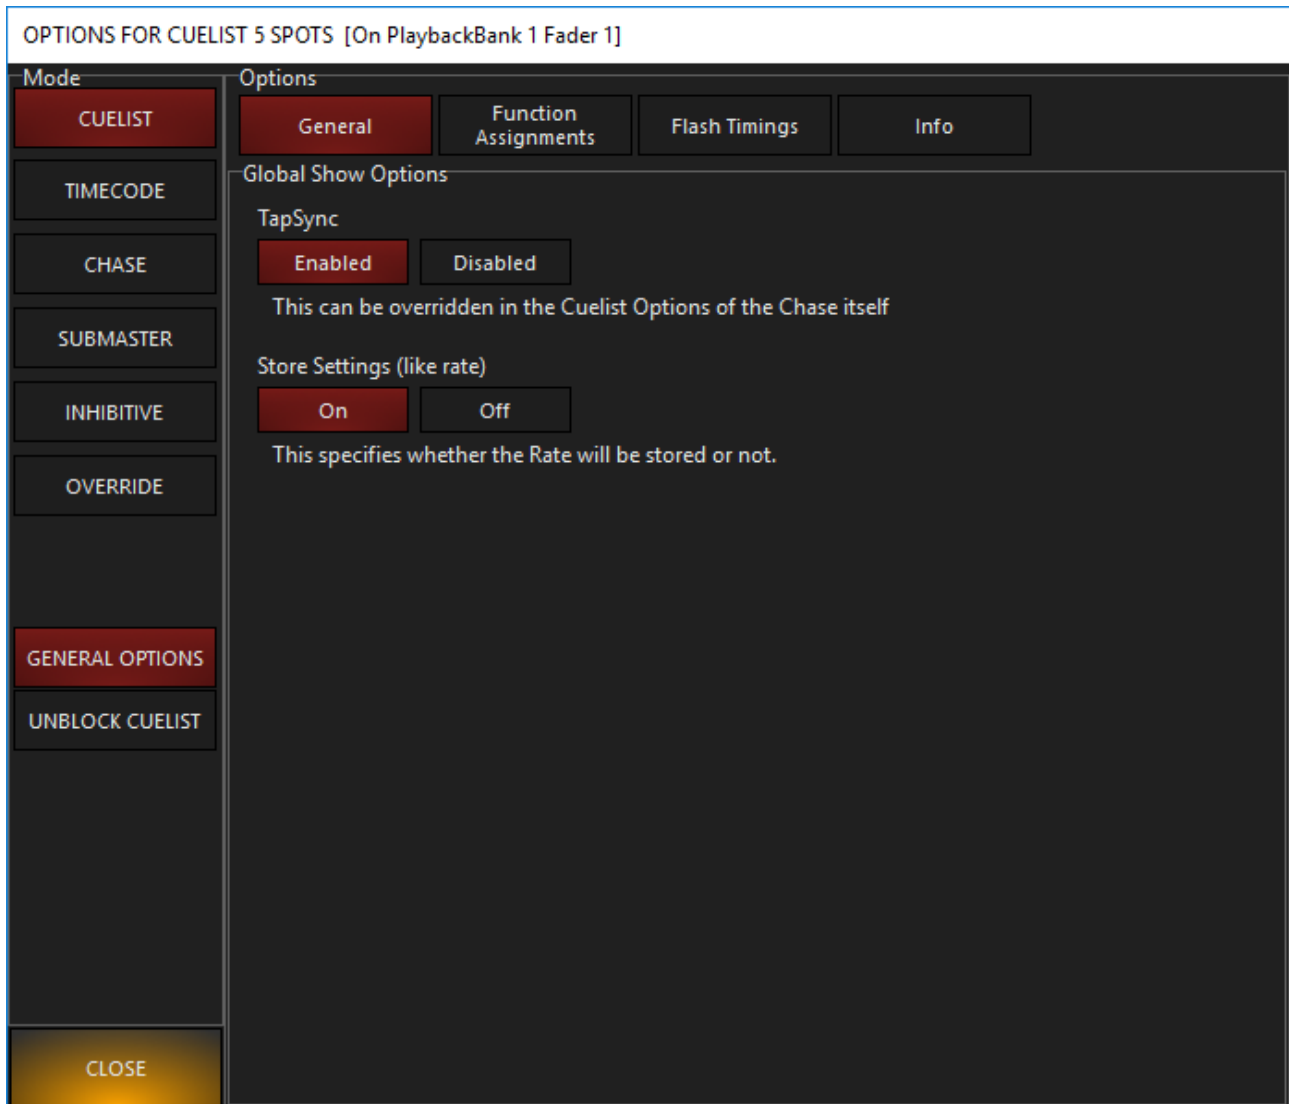 OPTIONS FOR CUELIST 5 SPOTS [On PlaybackBank 1 Fader 1]
Mode
CUELIST
TIMECODE
CHASE
SUBMASTER
INHIBITIVE
OVERRIDE
GENERAL OPTIONS
UNBLOCK CUELIST
CLOSE
Options
General
Function
Assignments
Flash Timings
Info
Global Show Options
TapSync
Enabled
Disabled
This can be overridden in the Cuelist Options of the Chase itself
Store Settings (like rate)
On
Off
This specifies whether the Rate will be stored or not.